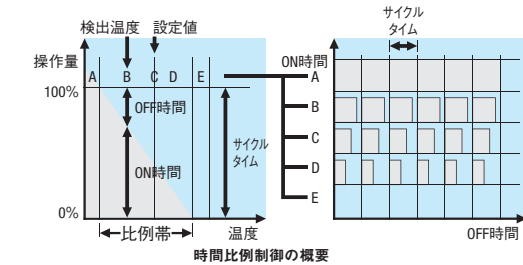 検出温度 設定値
操作量
100%
A B C D E
OFF時間
ON時間
サイクル
タイム
0%
比例帯
温度
サイクル
タイム
ON時間
A
B
C
D
E
OFF時間
時間比例制御の概要